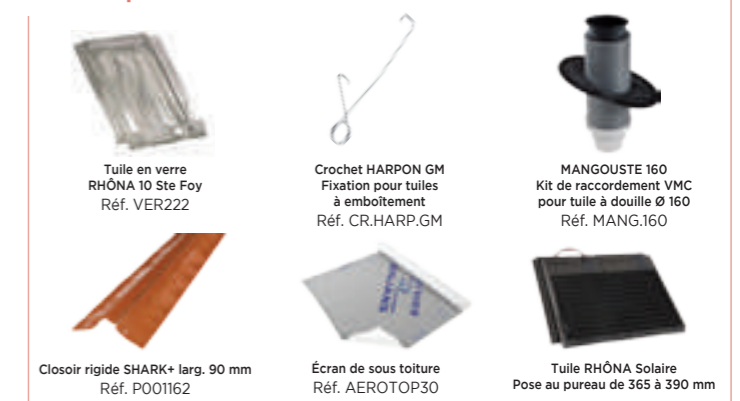 Tuile en verre
RHÔNA 10 Ste Foy
Réf. VER222
Crochet HARPON GM
Fixation pour tuiles
à emboîtement
Réf. CR.HARP.GM
MANGOUSTE 160
Kit de raccordement VMC
pour tuile à douille Ø 160
Réf. MANG.160
Closoir rigide SHARK+ larg. 90 mm
Réf. P001162
Écran de sous toiture
Réf. AEROTOP30
Tuile RHÔNA Solaire
Pose au pureau de 365 à 390 mm